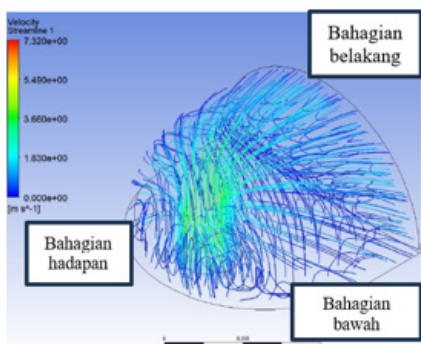 Velocity
Streamline 1
7.320e+00
5.490e+00
3.660e+00
1.830e+00
0.000e+00
[m s^-1]
Bahagian
belakang
Bahagian
hadapan
Bahagian
bawah
0